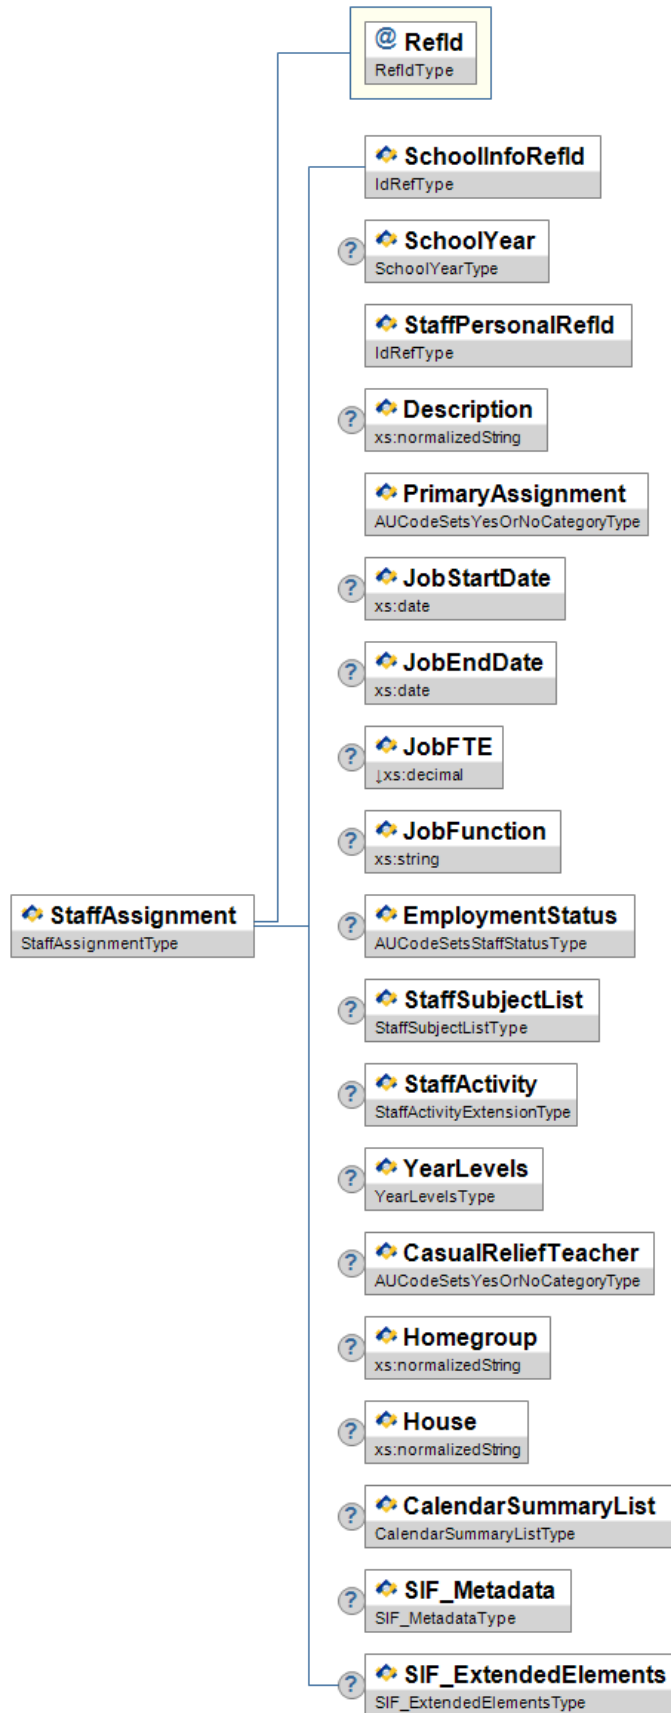 @ RefId
RefIdType
SchoolInfoRefId
IdRefType
? SchoolYear
SchoolYearType
StaffPersonalRefId
IdRefType
? Description
xs:normalizedString
PrimaryAssignment
AUCodeSetsYesOrNoCategoryType
? JobStartDate
xs:date
? JobEndDate
xs:date
? JobFTE
↓xs:decimal
? JobFunction
xs:string
StaffAssignment
StaffAssignmentType
? EmploymentStatus
AUCodeSetsStaffStatusType
? StaffSubjectList
StaffSubjectListType
? StaffActivity
StaffActivityExtensionType
? YearLevels
YearLevelsType
? CasualReliefTeacher
AUCodeSetsYesOrNoCategoryType
? Homegroup
xs:normalizedString
? House
xs:normalizedString
? CalendarSummaryList
CalendarSummaryListType
? SIF_Metadata
SIF_MetadataType
? SIF_ExtendedElements
SIF_ExtendedElementsType